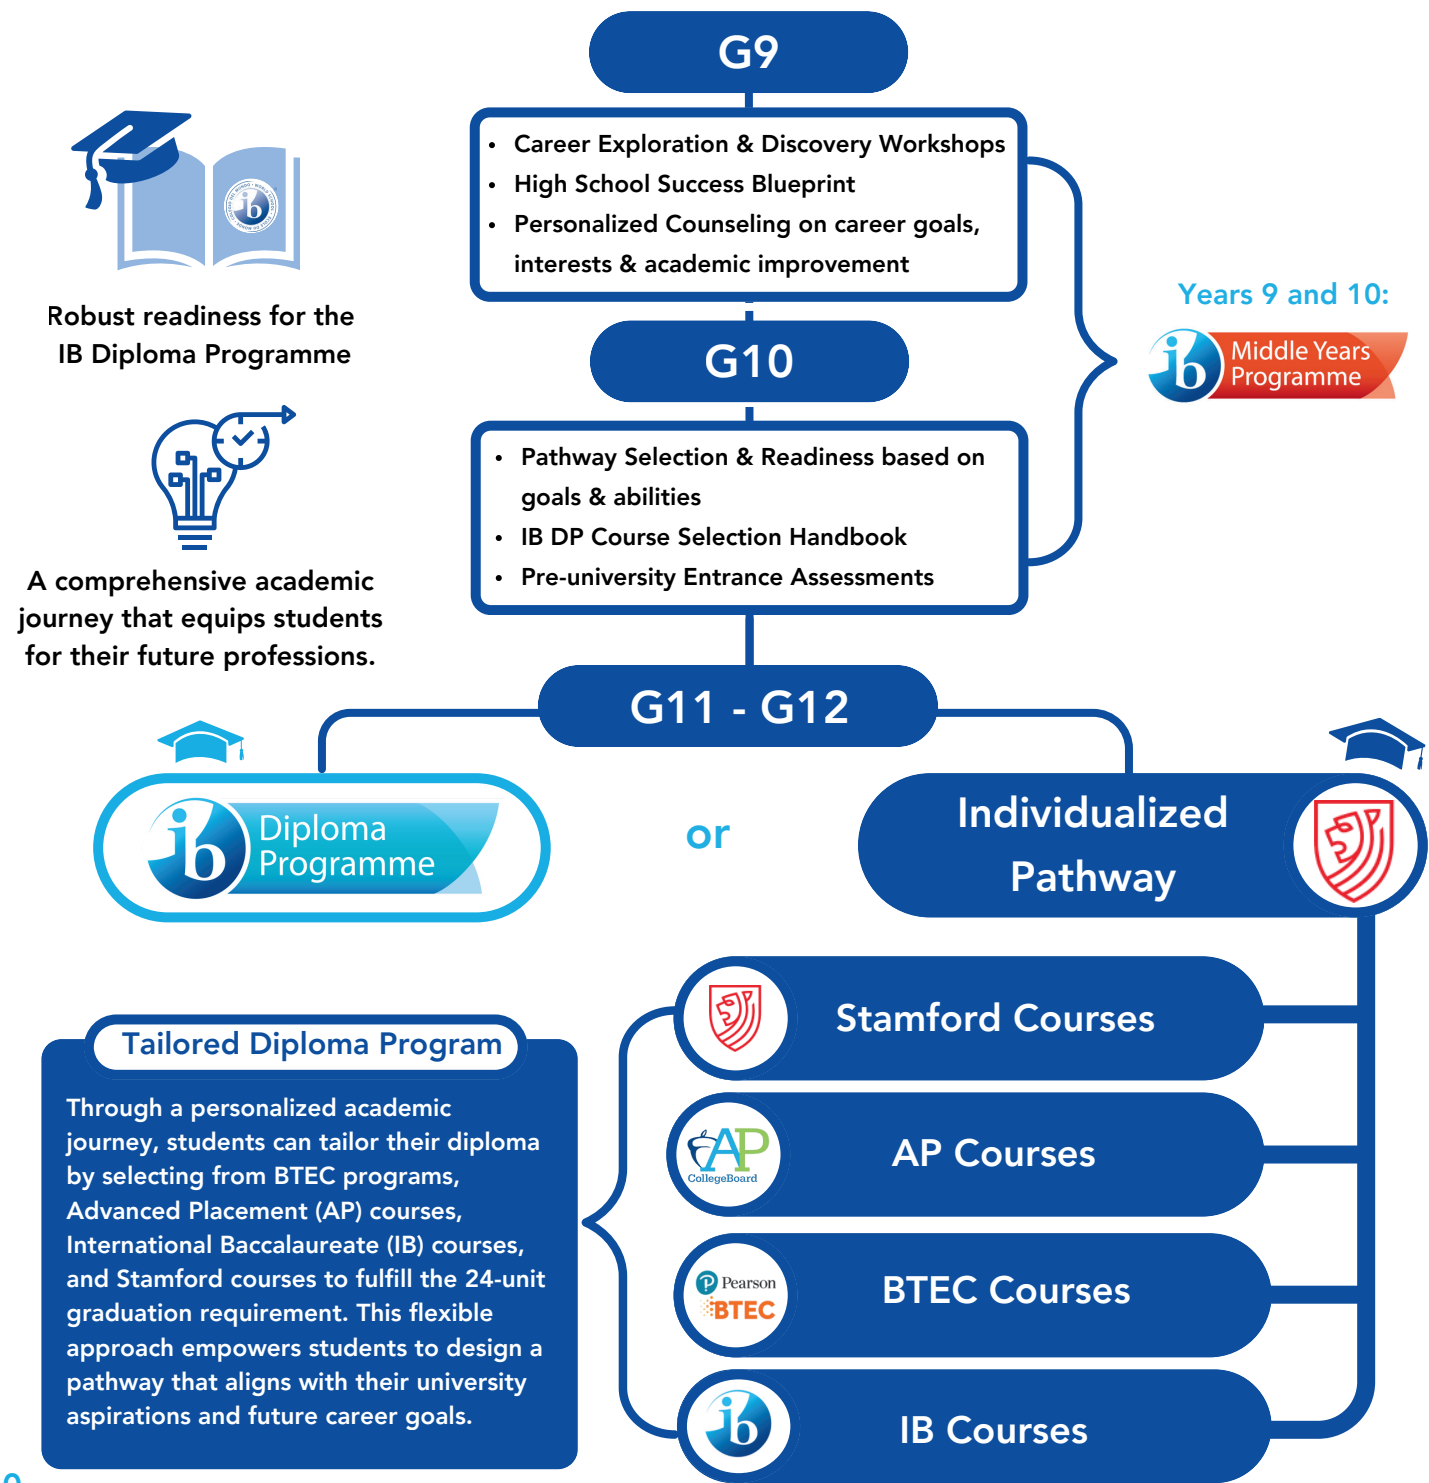 G9
• Career Exploration & Discovery Workshops
• High School Success Blueprint
• Personalized Counseling on career goals,
interests & academic improvement
Robust readiness for the
IB Diploma Programme
Years 9 and 10:
ib Middle Years
Programme
G10
• Pathway Selection & Readiness based on
goals & abilities
• IB DP Course Selection Handbook
• Pre-university Entrance Assessments
A comprehensive academic
journey that equips students
for their future professions.
G11 - G12
ib Diploma
Programme
or
Individualized
Pathway
Tailored Diploma Program
Through a personalized academic
journey, students can tailor their diploma
by selecting from BTEC programs,
Advanced Placement (AP) courses,
International Baccalaureate (IB) courses,
and Stamford courses to fulfill the 24-unit
graduation requirement. This flexible
approach empowers students to design a
pathway that aligns with their university
aspirations and future career goals.
Stamford Courses
AP
CollegeBoard
AP Courses
Pearson
BTEC
BTEC Courses
ib
IB Courses